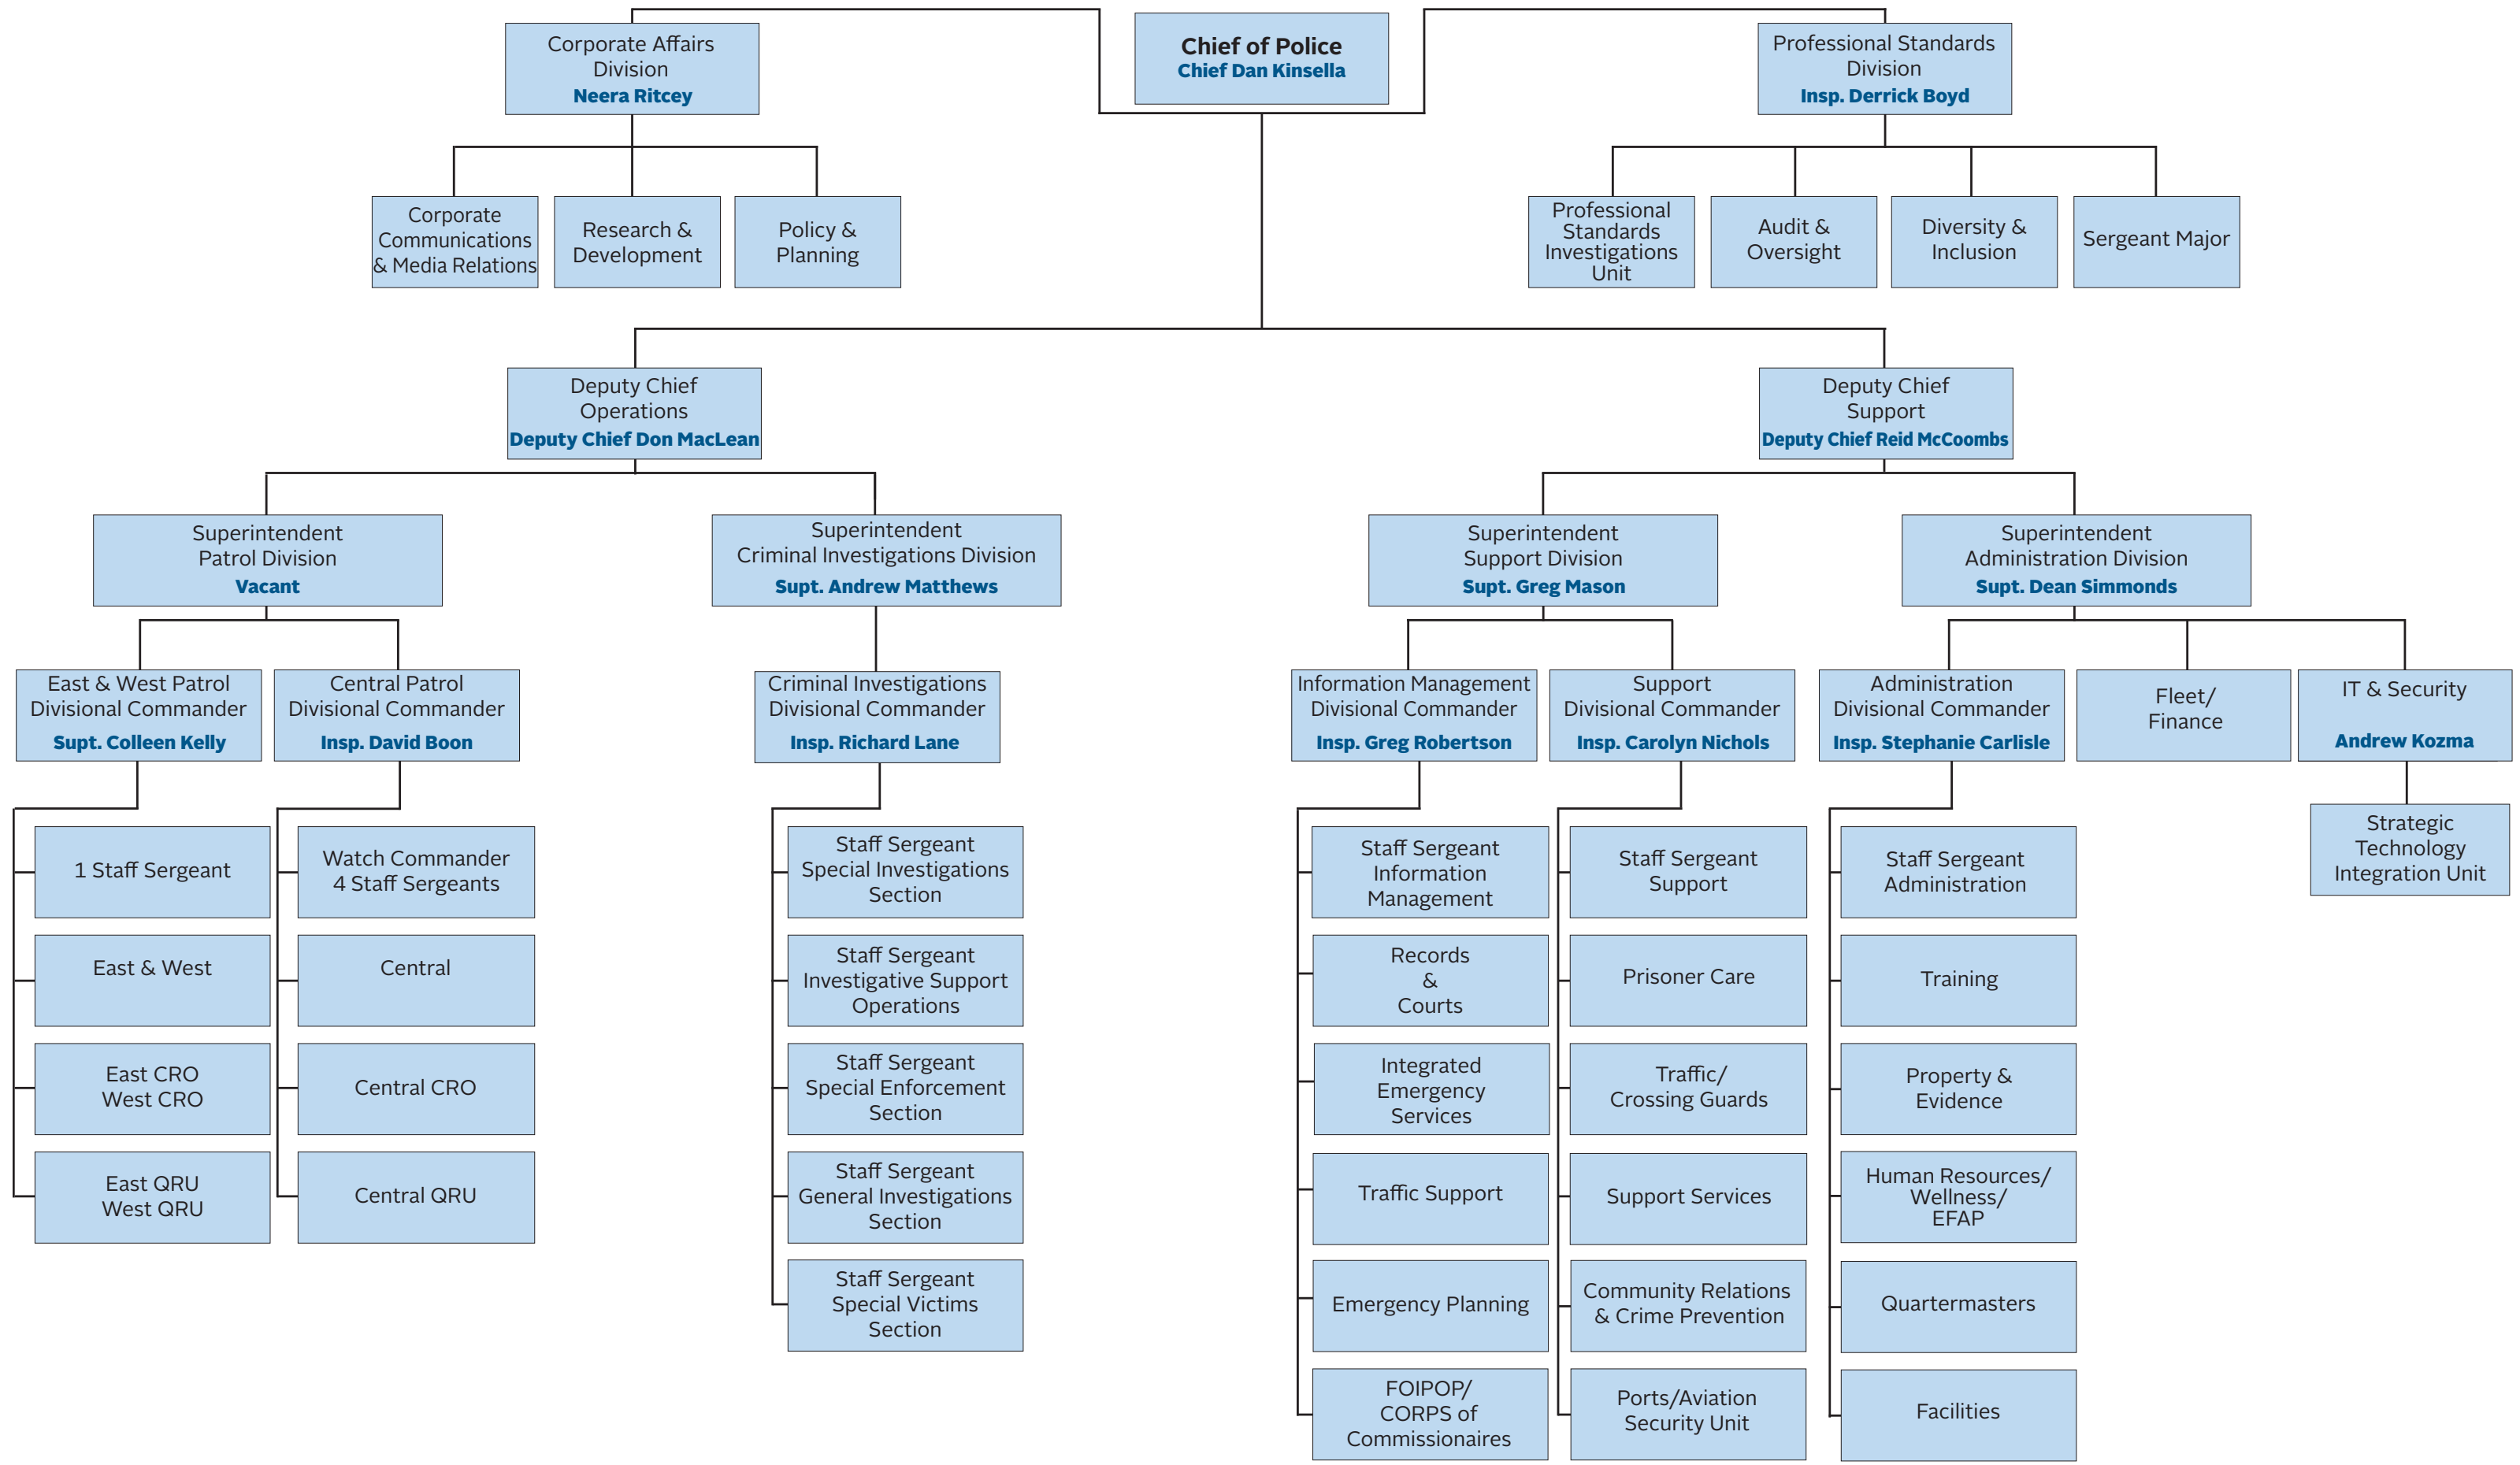 Chief of Police
Chief Dan Kinsella
Corporate Affairs
Division
Neera Ritcey
Professional Standards
Division
Insp. Derrick Boyd
Corporate
Communications
& Media Relations
Research &
Development
Policy &
Planning
Professional
Standards
Investigations
Unit
Audit &
Oversight
Diversity &
Inclusion
Sergeant Major
Deputy Chief
Operations
Deputy Chief Don MacLean
Deputy Chief
Support
Deputy Chief Reid McCoombs
Superintendent
Patrol Division
Vacant
Superintendent
Criminal Investigations Division
Supt. Andrew Matthews
Superintendent
Support Division
Supt. Greg Mason
Superintendent
Administration Division
Supt. Dean Simmonds
East & West Patrol
Divisional Commander
Supt. Colleen Kelly
Central Patrol
Divisional Commander
Insp. David Boon
Criminal Investigations
Divisional Commander
Insp. Richard Lane
Information Management
Divisional Commander
Insp. Greg Robertson
Support
Divisional Commander
Insp. Carolyn Nichols
Administration
Divisional Commander
Insp. Stephanie Carlisle
Fleet/
Finance
IT & Security
Andrew Kozma
1 Staff Sergeant
East & West
East CRO
West CRO
East QRU
West QRU
Watch Commander
4 Staff Sergeants
Central
Central CRO
Central QRU
Staff Sergeant
Special Investigations
Section
Staff Sergeant
Investigative Support
Operations
Staff Sergeant
Special Enforcement
Section
Staff Sergeant
General Investigations
Section
Staff Sergeant
Special Victims
Section
Staff Sergeant
Information
Management
Records
&
Courts
Integrated
Emergency
Services
Traffic Support
Emergency Planning
FOIPOP/
CORPS of
Commissionaires
Staff Sergeant
Support
Prisoner Care
Traffic/
Crossing Guards
Support Services
Community Relations
& Crime Prevention
Ports/Aviation
Security Unit
Staff Sergeant
Administration
Training
Property &
Evidence
Human Resources/
Wellness/
EFAP
Quartermasters
Facilities
Strategic
Technology
Integration Unit